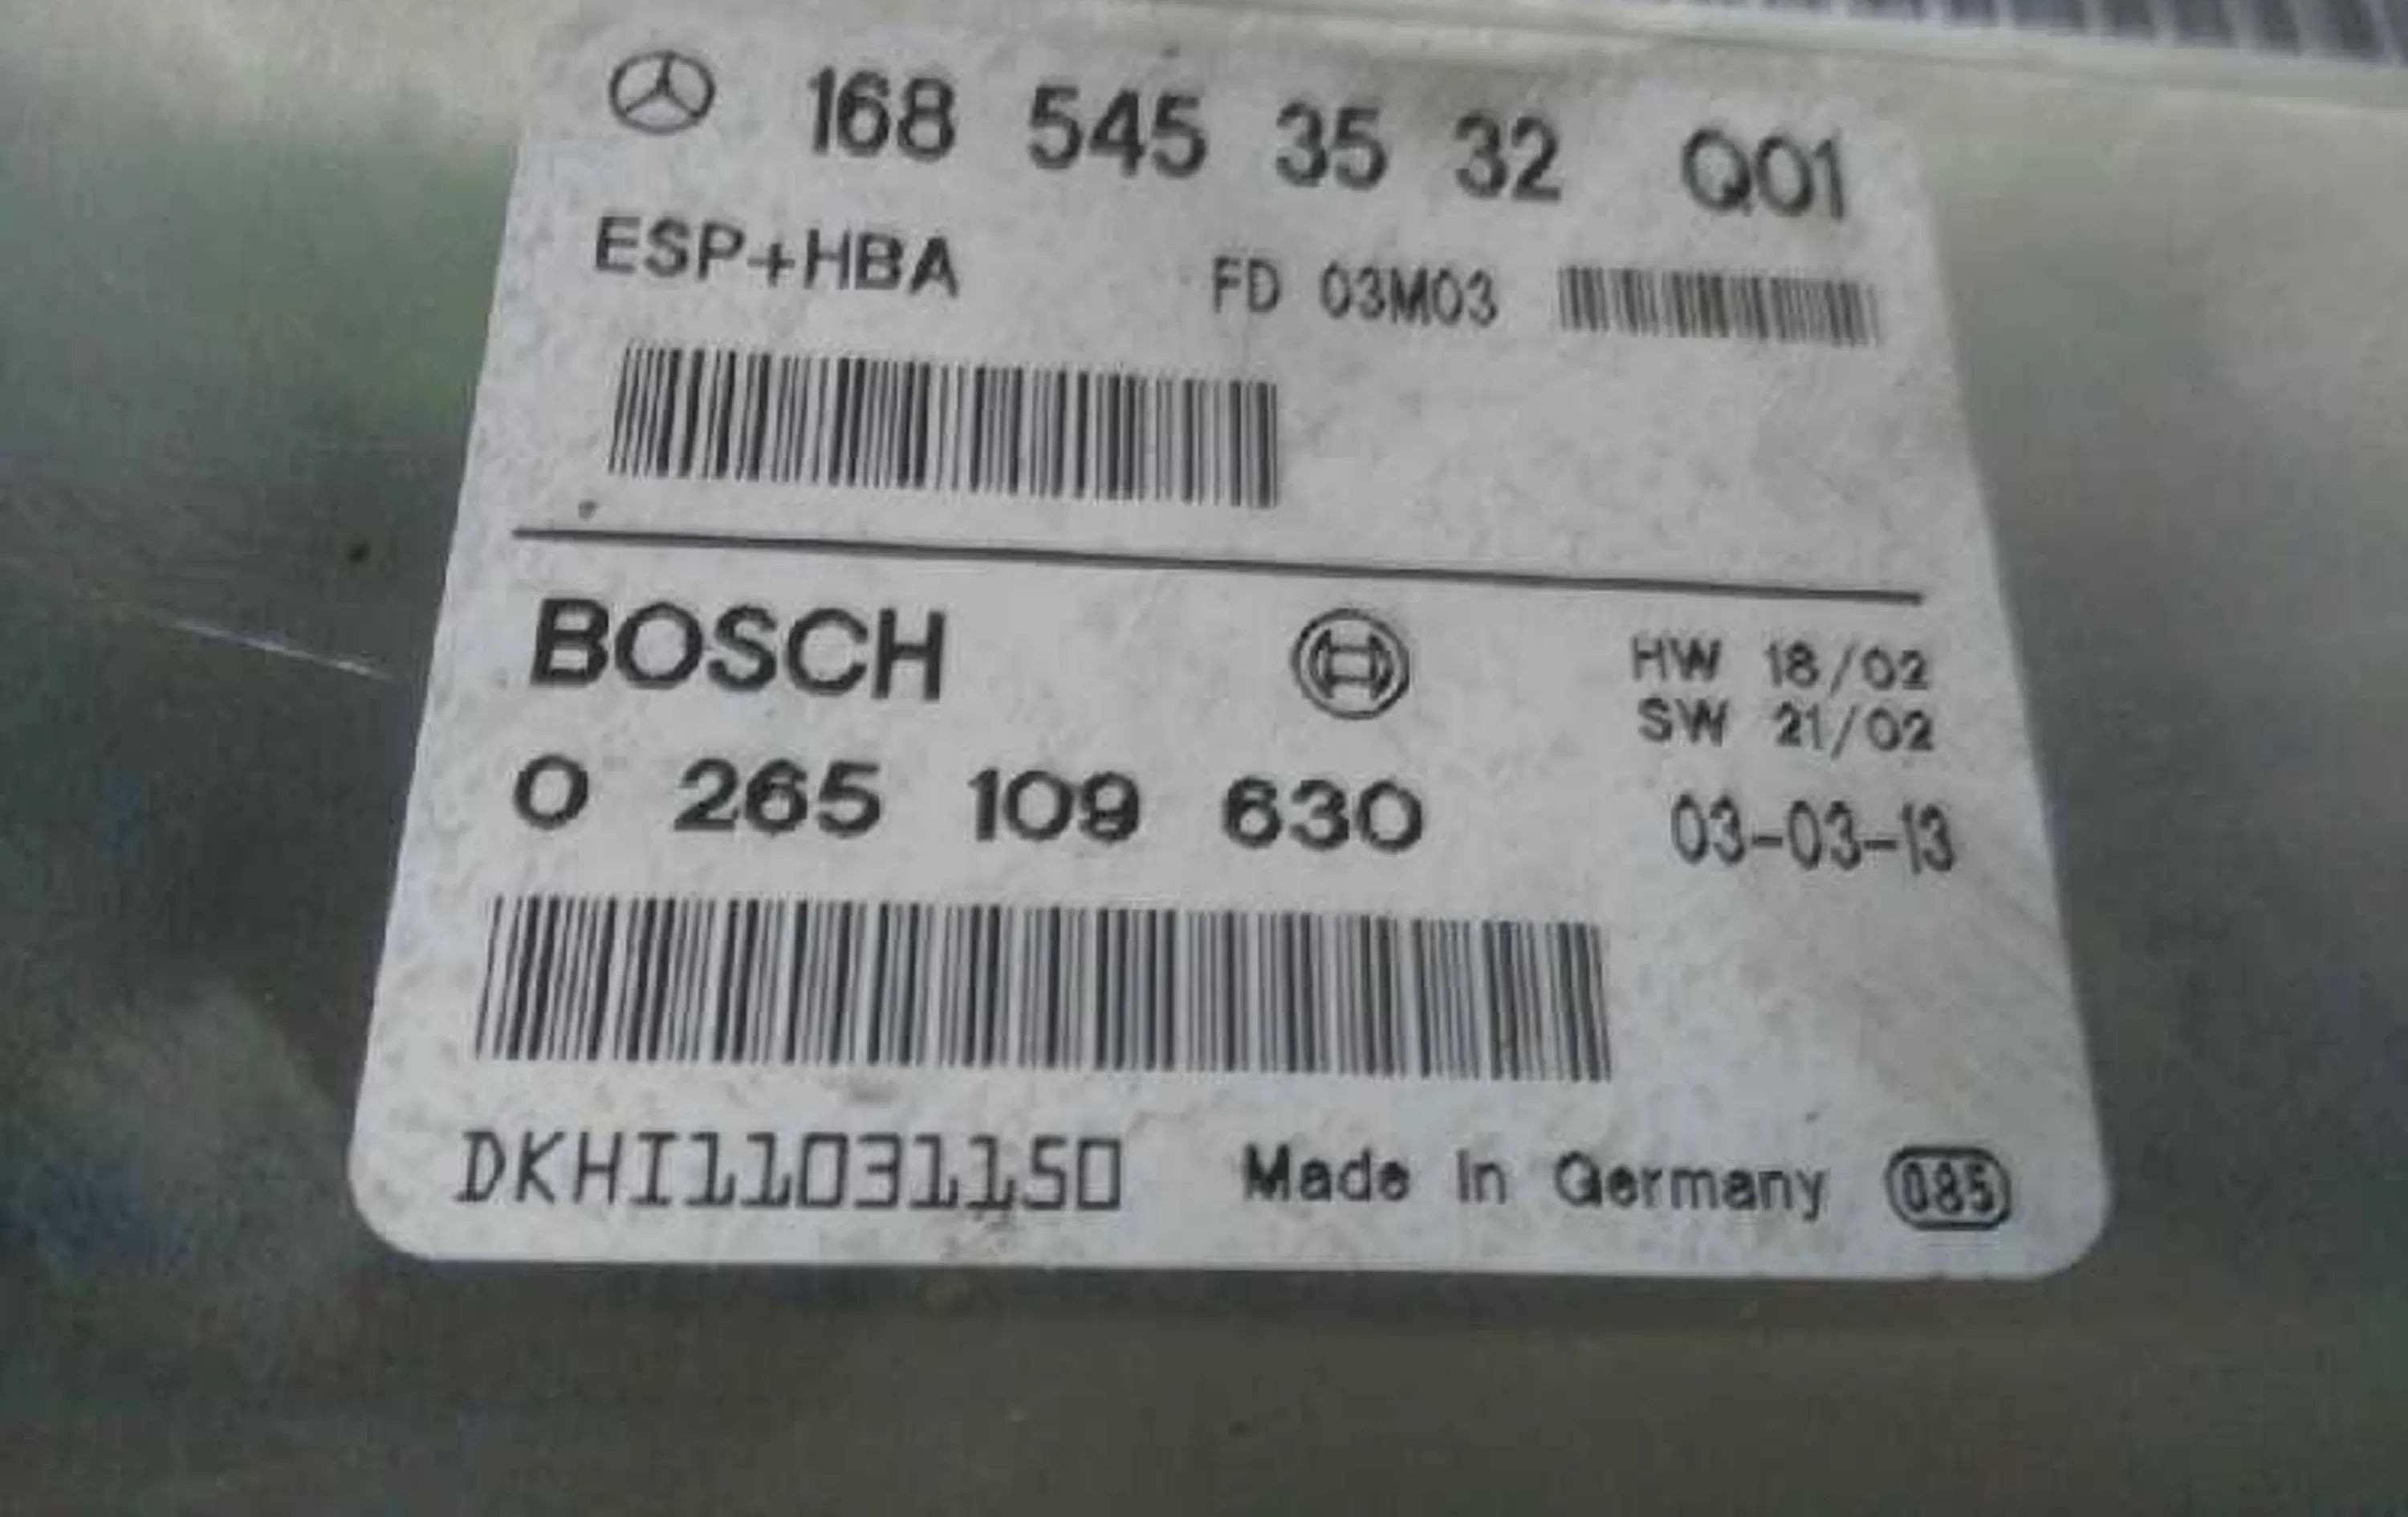 168 545 35 32 Q01
ESP+HBA FD 03M03
BOSCH
HW 18/02
SW 21/02
0 265 109 630
03-03-13
DKHI11031150 Made in Germany 085